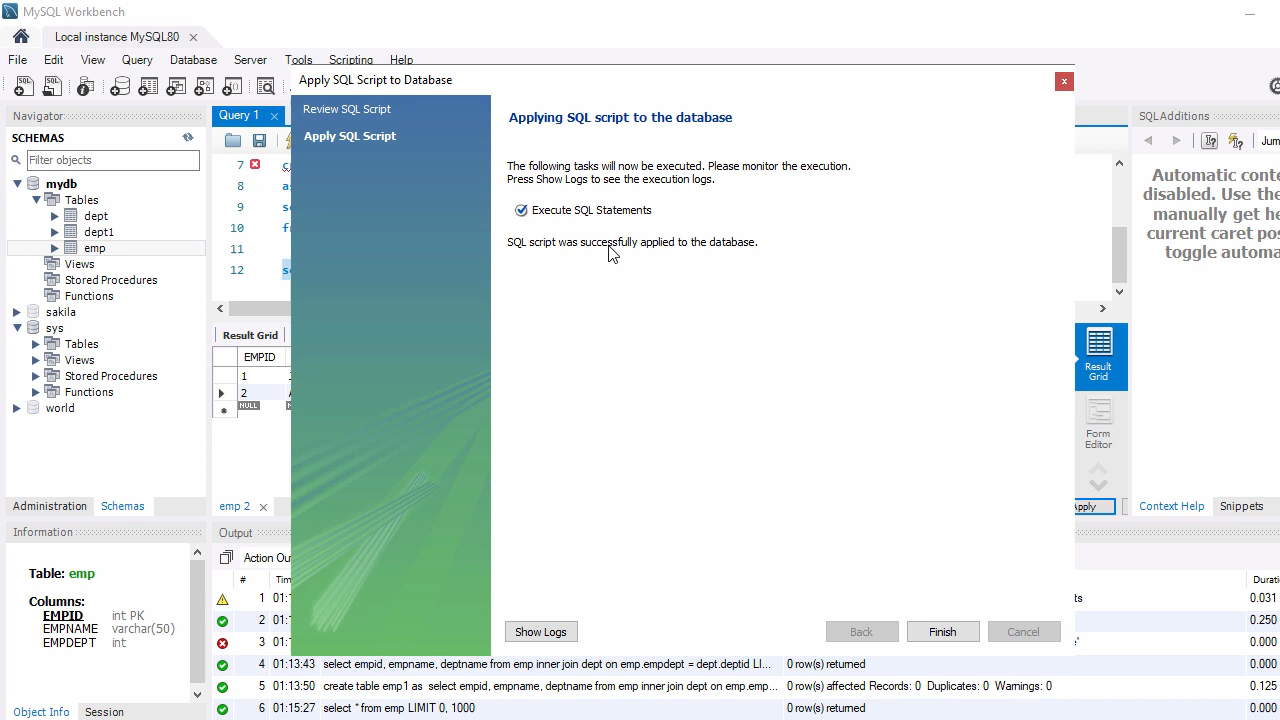 MySQL Workbench
Local instance MySQL80
File Edit View Query Database Server Tools Scripting Help
Navigator
SCHEMAS
Filter objects
mydb
Tables
dept
dept1
emp
Views
Stored Procedures
Functions
sakila
sys
Tables
Views
Stored Procedures
Functions
world
Administration Schemas
Information
Table: emp
Columns:
EMPID int PK
EMPNAME varchar(50)
EMPDEPT int
Object Info Session
Query 1
7
8
9
10
11
12
Result Grid
EMPID
1
2
NULL
emp 2
Apply SQL Script to Database
Review SQL Script
Apply SQL Script
Applying SQL script to the database
The following tasks will now be executed. Please monitor the execution.
Press Show Logs to see the execution logs.
Execute SQL Statements
SQL script was successfully applied to the database.
Show Logs Back Finish Cancel
Result
Grid
Form
Editor
Apply
SQLAdditions
Jum
Automatic conte
disabled. Use the
manually get he
current caret pos
toggle automa
Context Help Snippets
Output
Action Ou
# Tim Duratio
1 01:1 ts 0.031
2 01:1 0.250
3 01:1 0.000
4 01:13:43 select empid, empname, deptname from emp inner join dept on emp.empdept = dept.deptid LI... 0 row(s) returned 0.000
5 01:13:50 create table emp1 as select empid, empname, deptname from emp inner join dept on emp.emp... 0 row(s) affected Records: 0 Duplicates: 0 Warnings: 0 0.125
6 01:15:27 select * from emp LIMIT 0, 1000 0 row(s) returned 0.000